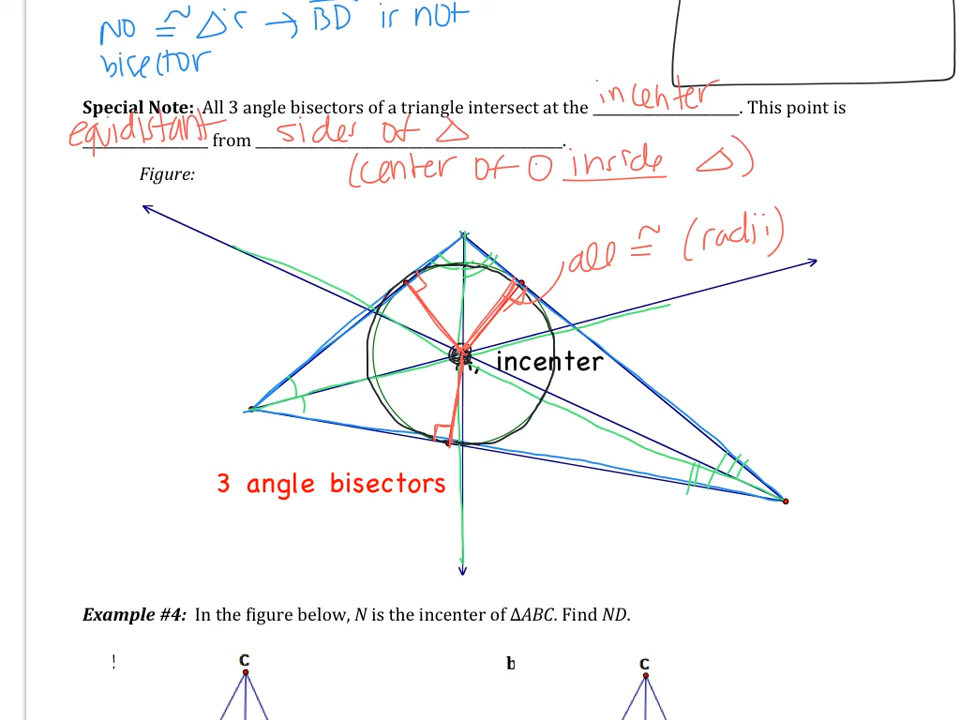 NO ≅ Δ's → BD is not
bisector
Special Note: All 3 angle bisectors of a triangle intersect at the incenter. This point is
equidistant from sides of Δ.
(center of O inside Δ)
Figure:
all ≅ (radii)
incenter
3 angle bisectors
Example #4: In the figure below, N is the incenter of ΔABC. Find ND.
! b
C C